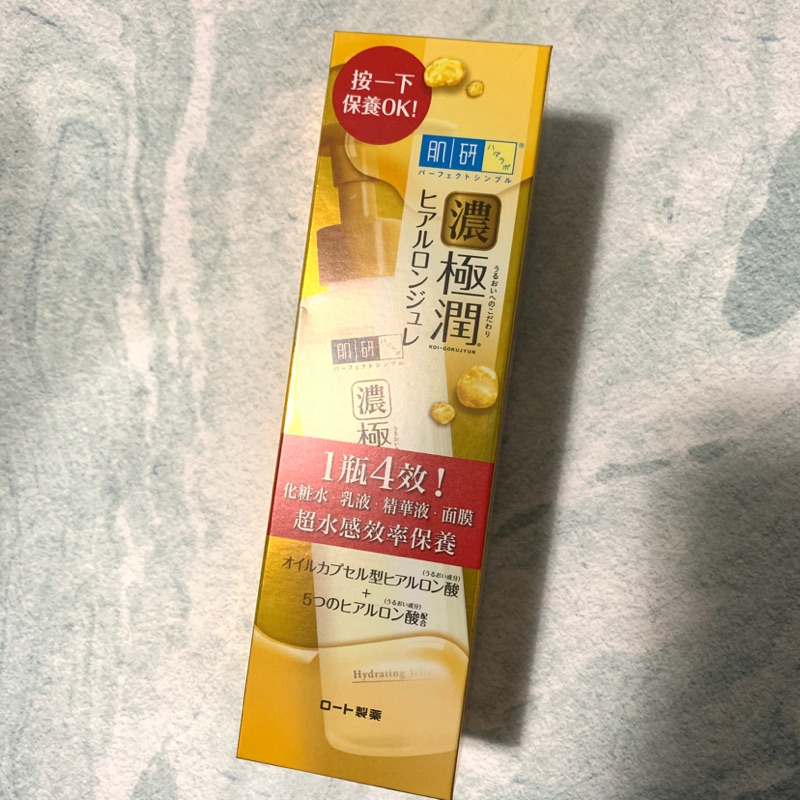 按一下
保養OK!
肌研
ハダラボ
®
パーフェクトシンプル
濃
極潤®
ヒアルロンジュレ
うるおいへのこだわり
KOI-GOKUJYUN
肌研
パーフェクトシンプル
濃
極
1瓶4效!
化粧水·乳液·精華液·面膜
超水感效率保養
(うるおい成分)
オイルカプセル型ヒアルロン酸
+
(うるおい成分)
5つのヒアルロン酸配合
Hydrating Jelly
ロート製薬